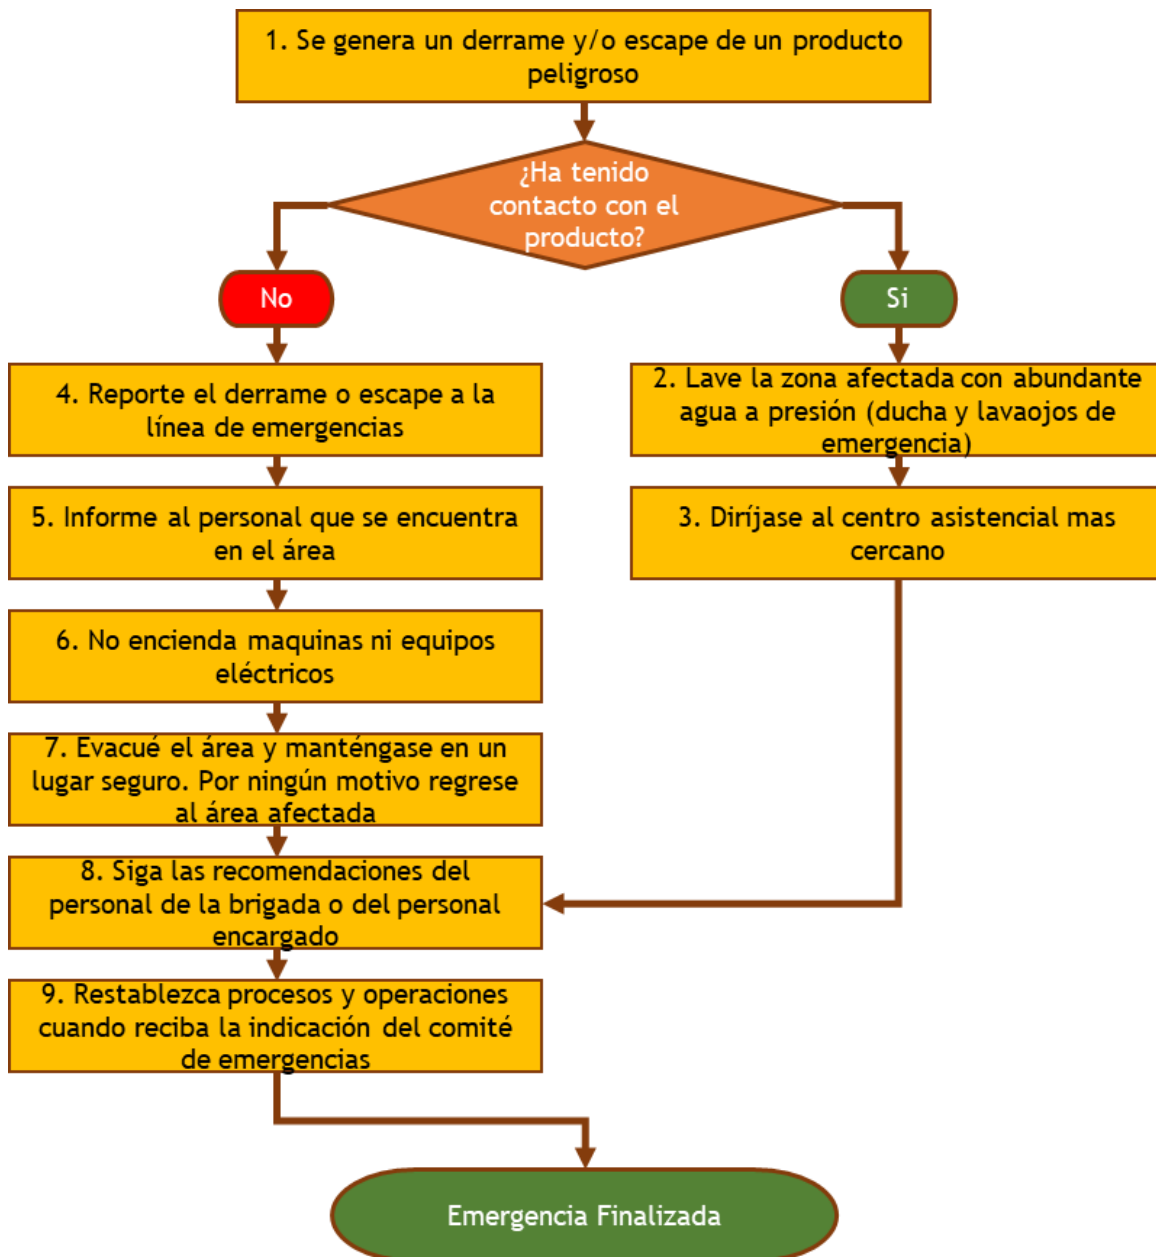 1. Se genera un derrame y/o escape de un producto
peligroso
¿Ha tenido
contacto con el
producto?
No
Si
4. Reporte el derrame o escape a la
línea de emergencias
2. Lave la zona afectada con abundante
agua a presión (ducha y lavaojos de
emergencia)
5. Informe al personal que se encuentra
en el área
3. Diríjase al centro asistencial mas
cercano
6. No encienda maquinas ni equipos
eléctricos
7. Evacué el área y manténgase en un
lugar seguro. Por ningún motivo regrese
al área afectada
8. Siga las recomendaciones del
personal de la brigada o del personal
encargado
9. Restablezca procesos y operaciones
cuando reciba la indicación del comité
de emergencias
Emergencia Finalizada